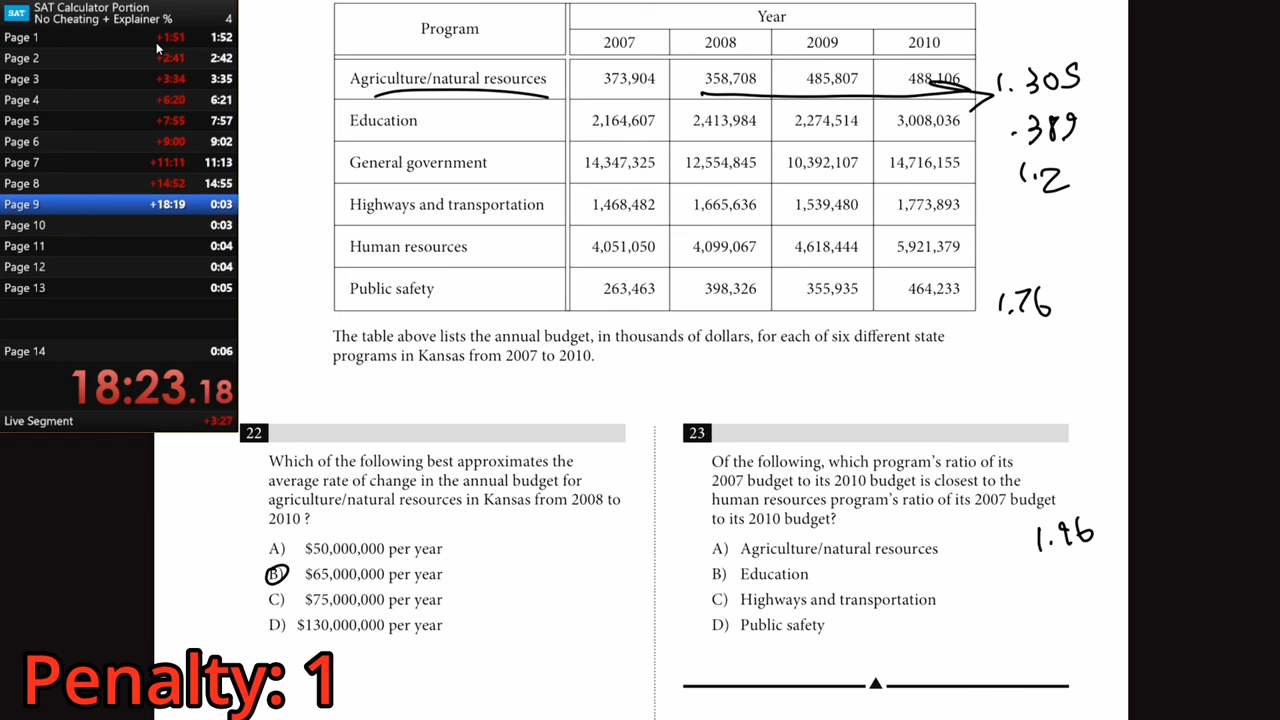 SAT SAT Calculator Portion
No Cheating + Explainer % 4
Page 1 +1:51 1:52
Page 2 +2:41 2:42
Page 3 +3:34 3:35
Page 4 +6:20 6:21
Page 5 +7:55 7:57
Page 6 +9:00 9:02
Page 7 +11:11 11:13
Page 8 +14:52 14:55
Page 9 +18:19 0:03
Page 10 0:03
Page 11 0:04
Page 12 0:04
Page 13 0:05
Page 14 0:06
18:23.18
Live Segment +3:27
Program Year
2007 2008 2009 2010
Agriculture/natural resources 373,904 358,708 485,807 488,106 1.305
Education 2,164,607 2,413,984 2,274,514 3,008,036 .389
General government 14,347,325 12,554,845 10,392,107 14,716,155 1.2
Highways and transportation 1,468,482 1,665,636 1,539,480 1,773,893
Human resources 4,051,050 4,099,067 4,618,444 5,921,379
Public safety 263,463 398,326 355,935 464,233 1.76
The table above lists the annual budget, in thousands of dollars, for each of six different state
programs in Kansas from 2007 to 2010.
22
Which of the following best approximates the
average rate of change in the annual budget for
agriculture/natural resources in Kansas from 2008 to
2010 ?
A) $50,000,000 per year
B) $65,000,000 per year
C) $75,000,000 per year
D) $130,000,000 per year
23
Of the following, which program's ratio of its
2007 budget to its 2010 budget is closest to the
human resources program's ratio of its 2007 budget
to its 2010 budget?
1.46
A) Agriculture/natural resources
B) Education
C) Highways and transportation
D) Public safety
Penalty: 1